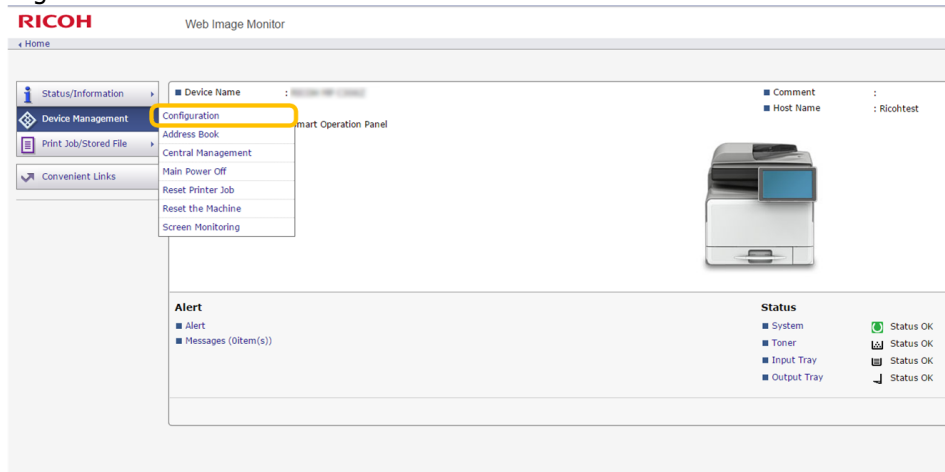 RICOH
Web Image Monitor
Home
Status/Information
Device Management
Print Job/Stored File
Convenient Links
Configuration
Address Book
Central Management
Main Power Off
Reset Printer Job
Reset the Machine
Screen Monitoring
Device Name :
Smart Operation Panel
Comment :
Host Name : Ricohtest
Alert
Alert
Messages (0item(s))
Status
System Status OK
Toner Status OK
Input Tray Status OK
Output Tray Status OK